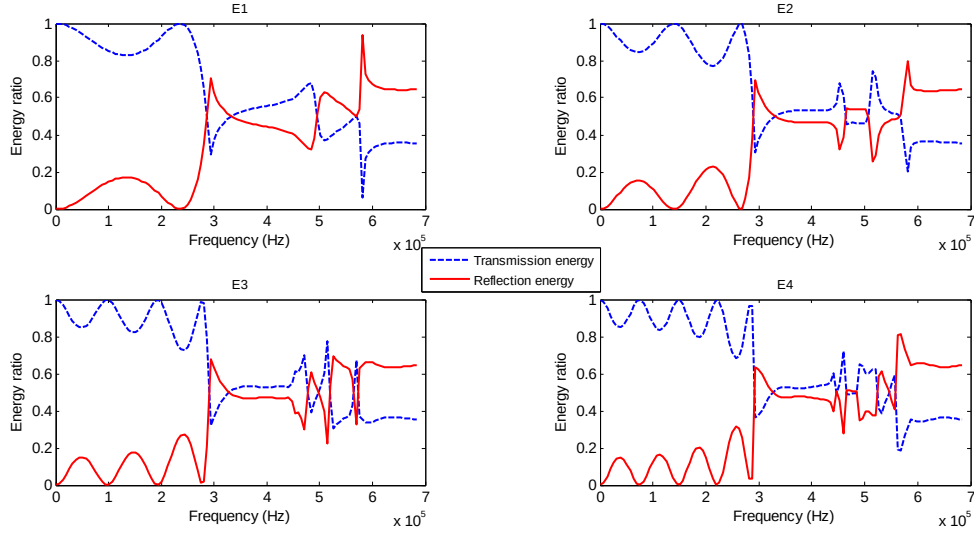 E1
Energy ratio
1
0.8
0.6
0.4
0.2
0
0 1 2 3 4 5 6 7
Frequency (Hz)
x 10^5
E2
Energy ratio
1
0.8
0.6
0.4
0.2
0
0 1 2 3 4 5 6 7
Frequency (Hz)
x 10^5
Transmission energy
Reflection energy
E3
Energy ratio
1
0.8
0.6
0.4
0.2
0
0 1 2 3 4 5 6 7
Frequency (Hz)
x 10^5
E4
Energy ratio
1
0.8
0.6
0.4
0.2
0
0 1 2 3 4 5 6 7
Frequency (Hz)
x 10^5